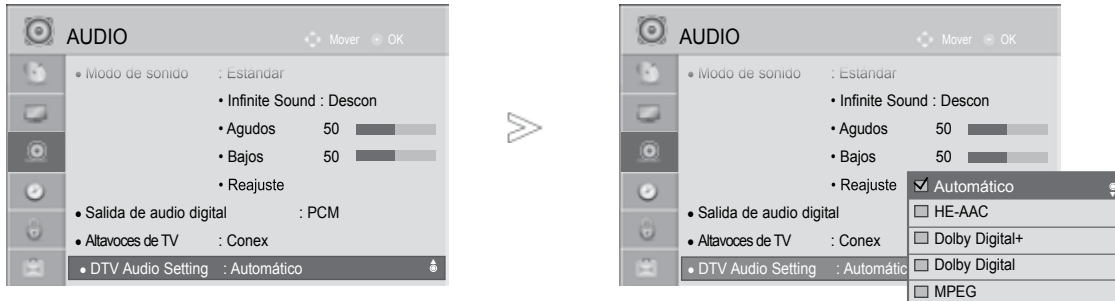 AUDIO
Mover OK
• Modo de sonido : Estándar
• Infinite Sound : Descon
• Agudos 50
• Bajos 50
• Reajuste
• Salida de audio digital : PCM
• Altavoces de TV : Conex
• DTV Audio Setting : Automático
AUDIO
Mover OK
• Modo de sonido : Estándar
• Infinite Sound : Descon
• Agudos 50
• Bajos 50
• Reajuste
• Salida de audio digital
• Altavoces de TV : Conex
• DTV Audio Setting : Automátic
Automático
HE-AAC
Dolby Digital+
Dolby Digital
MPEG